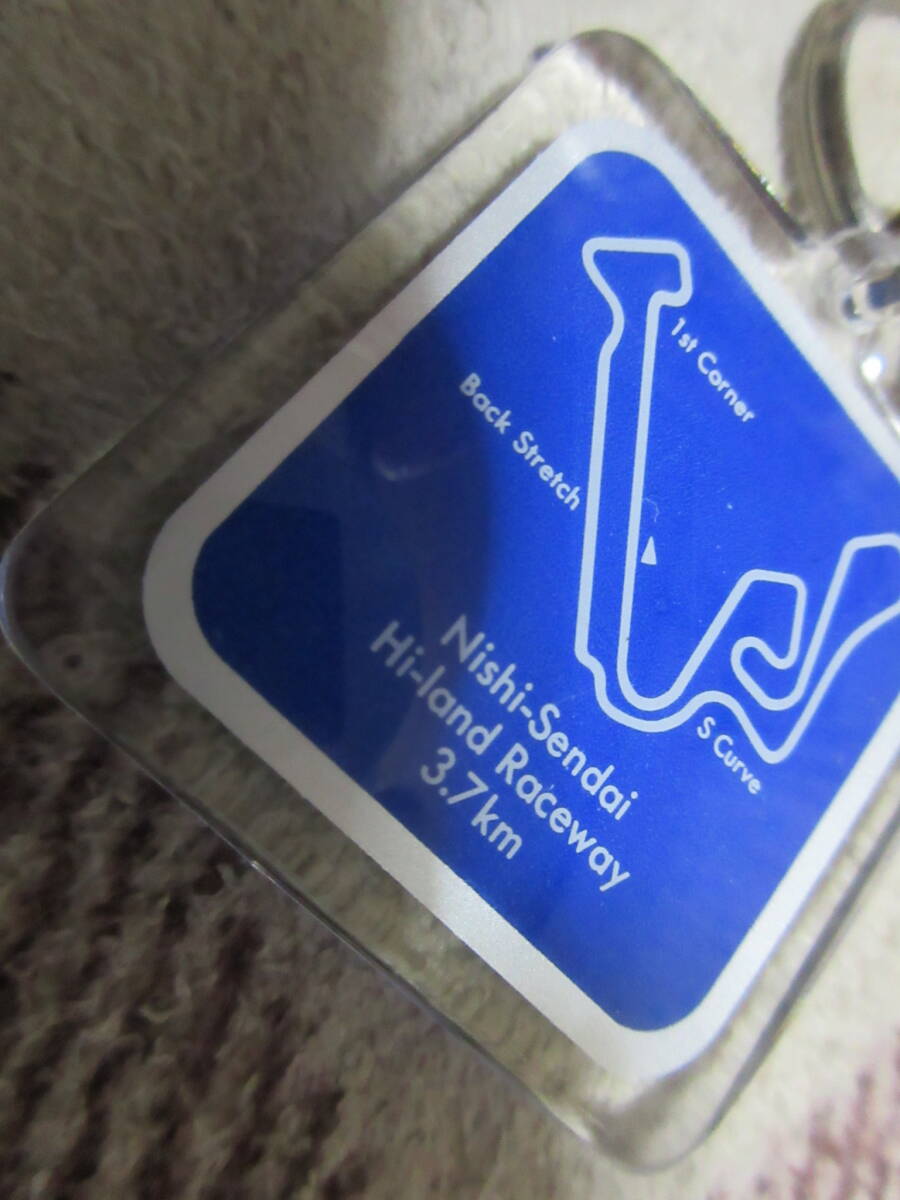 1st Corner
Back Stretch
S Curve
Nishi-Sendai
Hi-land Raceway
3.7km